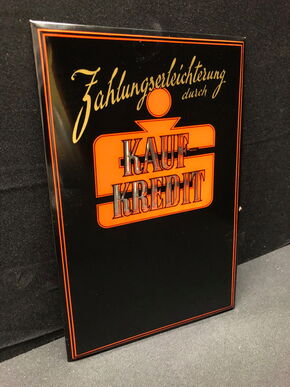 Zahlungserleichterung
durch
KAUF-
KREDIT